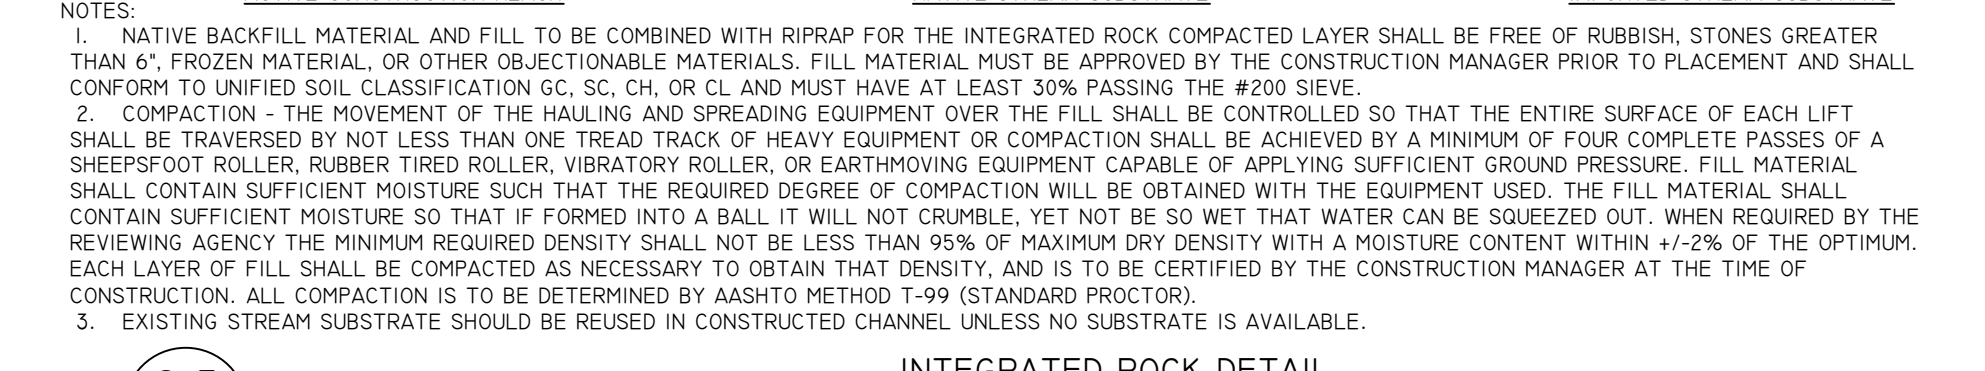 NOTES:
1. NATIVE BACKFILL MATERIAL AND FILL TO BE COMBINED WITH RIPRAP FOR THE INTEGRATED ROCK COMPACTED LAYER SHALL BE FREE OF RUBBISH, STONES GREATER
THAN 6", FROZEN MATERIAL, OR OTHER OBJECTIONABLE MATERIALS. FILL MATERIAL MUST BE APPROVED BY THE CONSTRUCTION MANAGER PRIOR TO PLACEMENT AND SHALL
CONFORM TO UNIFIED SOIL CLASSIFICATION GC, SC, CH, OR CL AND MUST HAVE AT LEAST 30% PASSING THE #200 SIEVE.
2. COMPACTION - THE MOVEMENT OF THE HAULING AND SPREADING EQUIPMENT OVER THE FILL SHALL BE CONTROLLED SO THAT THE ENTIRE SURFACE OF EACH LIFT
SHALL BE TRAVERSED BY NOT LESS THAN ONE TREAD TRACK OF HEAVY EQUIPMENT OR COMPACTION SHALL BE ACHIEVED BY A MINIMUM OF FOUR COMPLETE PASSES OF A
SHEEPSFOOT ROLLER, RUBBER TIRED ROLLER, VIBRATORY ROLLER, OR EARTHMOVING EQUIPMENT CAPABLE OF APPLYING SUFFICIENT GROUND PRESSURE. FILL MATERIAL
SHALL CONTAIN SUFFICIENT MOISTURE SUCH THAT THE REQUIRED DEGREE OF COMPACTION WILL BE OBTAINED WITH THE EQUIPMENT USED. THE FILL MATERIAL SHALL
CONTAIN SUFFICIENT MOISTURE SO THAT IF FORMED INTO A BALL IT WILL NOT CRUMBLE, YET NOT BE SO WET THAT WATER CAN BE SQUEEZED OUT. WHEN REQUIRED BY THE
REVIEWING AGENCY THE MINIMUM REQUIRED DENSITY SHALL NOT BE LESS THAN 95% OF MAXIMUM DRY DENSITY WITH A MOISTURE CONTENT WITHIN +/-2% OF THE OPTIMUM.
EACH LAYER OF FILL SHALL BE COMPACTED AS NECESSARY TO OBTAIN THAT DENSITY, AND IS TO BE CERTIFIED BY THE CONSTRUCTION MANAGER AT THE TIME OF
CONSTRUCTION. ALL COMPACTION IS TO BE DETERMINED BY AASHTO METHOD T-99 (STANDARD PROCTOR).
3. EXISTING STREAM SUBSTRATE SHOULD BE REUSED IN CONSTRUCTED CHANNEL UNLESS NO SUBSTRATE IS AVAILABLE.
INTEGRATED ROCK DETAIL